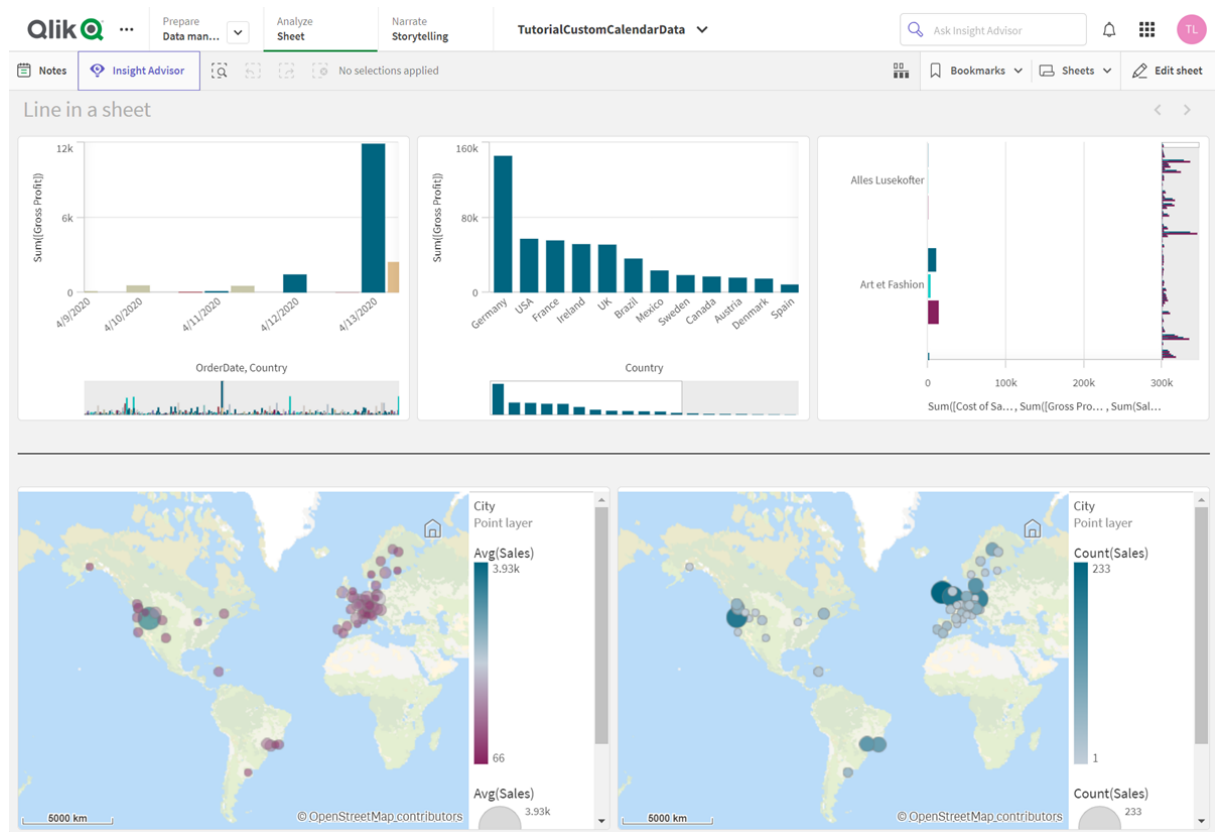 Qlik
Prepare
Data man...
Analyze
Sheet
Narrate
Storytelling
TutorialCustomCalendarData
Ask Insight Advisor
TL
Notes
Insight Advisor
No selections applied
Bookmarks
Sheets
Edit sheet
Line in a sheet
12k
6k
0
Sum([Gross Profit])
4/9/2020
4/10/2020
4/11/2020
4/12/2020
4/13/2020
OrderDate, Country
160k
80k
0
Sum([Gross Profit])
Germany
USA
France
Ireland
UK
Brazil
Mexico
Sweden
Canada
Austria
Denmark
Spain
Country
Alles Lusekofter
Art et Fashion
0 100k 200k 300k
Sum([Cost of Sa... , Sum([Gross Pro... , Sum(Sal...
City
Point layer
Avg(Sales)
3.93k
66
Avg(Sales)
3.93k
5000 km
© OpenStreetMap contributors
City
Point layer
Count(Sales)
233
1
Count(Sales)
233
5000 km
© OpenStreetMap contributors